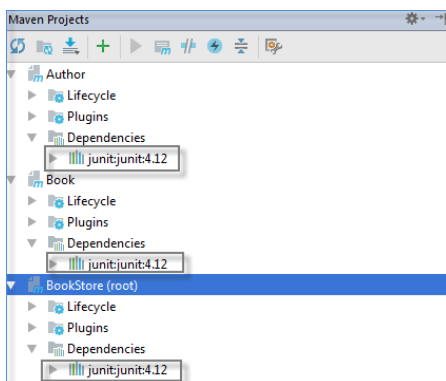 Maven Projects
Author
Lifecycle
Plugins
Dependencies
junit:junit:4.12
Book
Lifecycle
Plugins
Dependencies
junit:junit:4.12
BookStore (root)
Lifecycle
Plugins
Dependencies
junit:junit:4.12